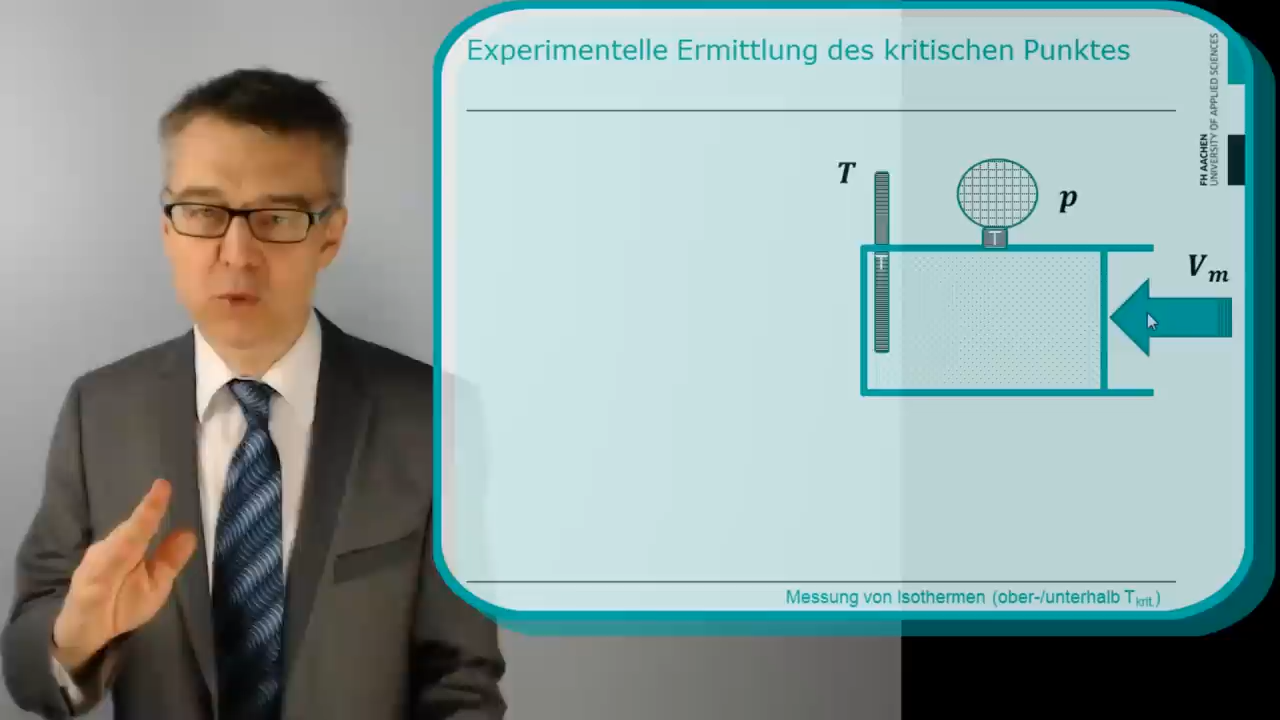 Experimentelle Ermittlung des kritischen Punktes
FH AACHEN
UNIVERSITY OF APPLIED SCIENCES
T
p
T
T
V m
Messung von Isothermen (ober-/unterhalb T krit.)